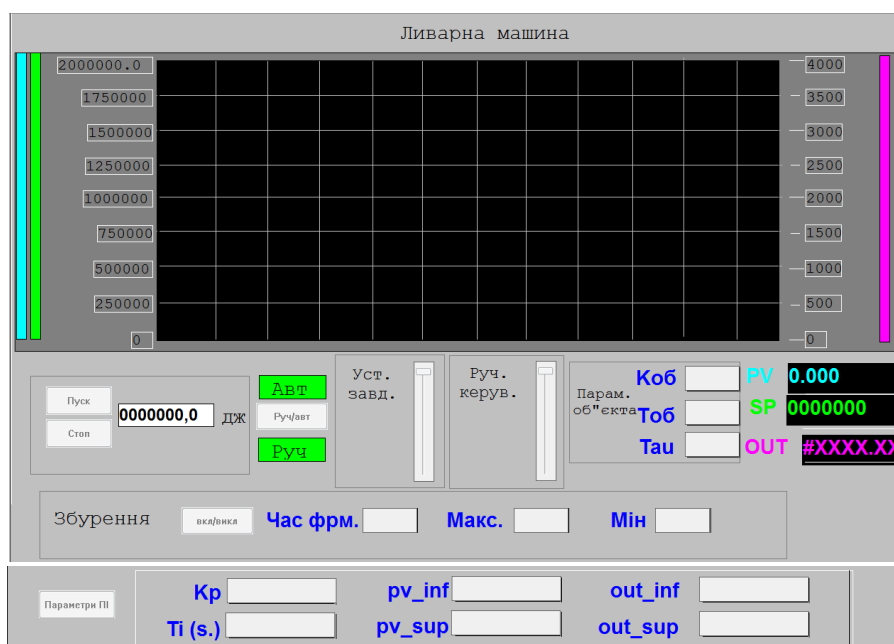 Ливарна машина
2000000.0
1750000
1500000
1250000
1000000
750000
500000
250000
0
4000
3500
3000
2500
2000
1500
1000
500
0
Пуск
Стоп
0000000,0 дж
Авт
Руч/авт
Руч
Уст.
завд.
Руч.
керув.
Парам.
об"єкта
Коб
Тоб
Tau
PV 0.000
SP 0000000
OUT #XXXX.XX
Збурення вкл/викл Час фрм. Макс. Мін
Параметри ПІ
Kp pv_inf out_inf
Ti (s.) pv_sup out_sup